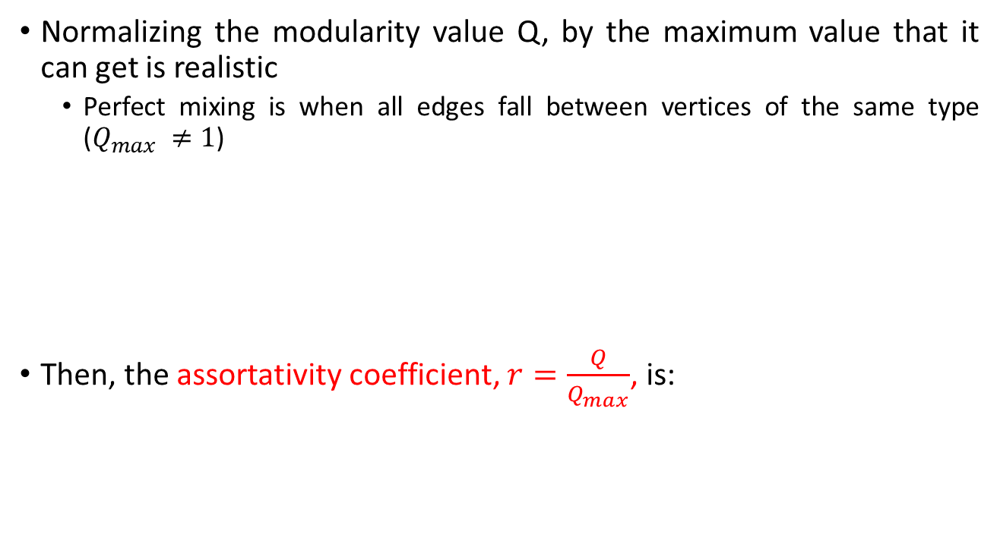 • Normalizing the modularity value Q, by the maximum value that it
can get is realistic
• Perfect mixing is when all edges fall between vertices of the same type
($Q_{max} \neq 1$)
• Then, the assortativity coefficient, $r = \frac{Q}{Q_{max}}$, is: